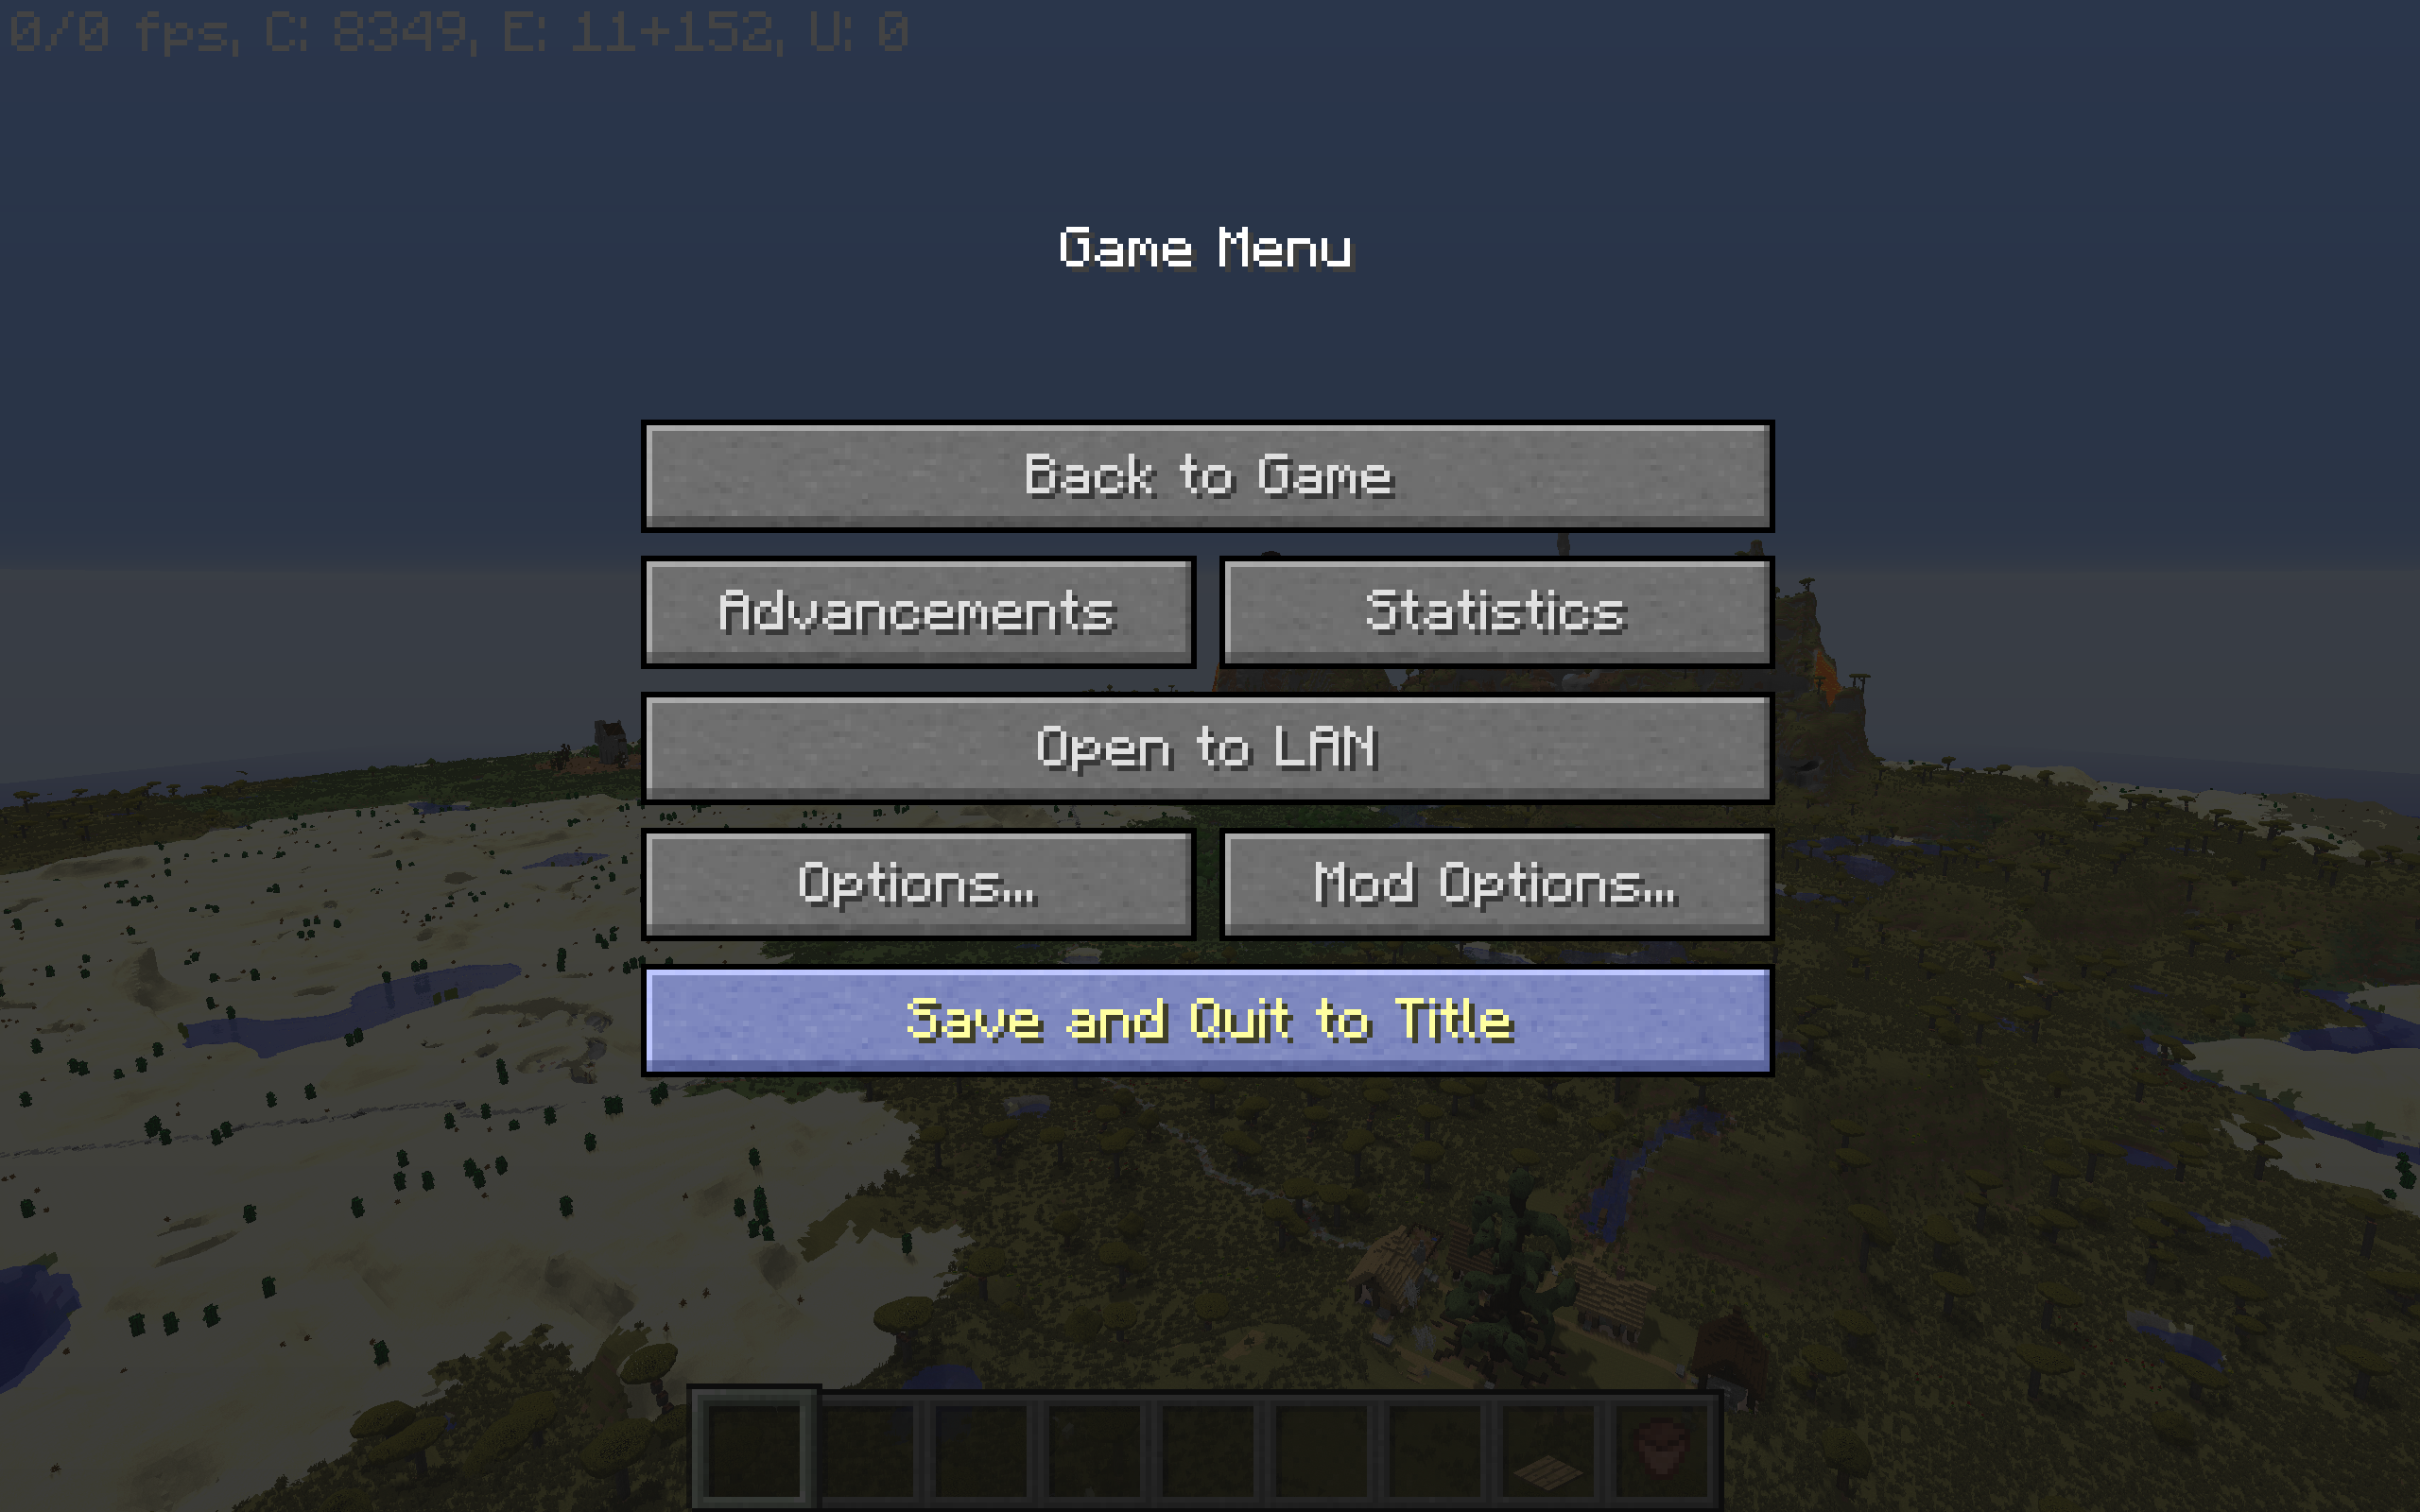 0/0 fps, C: 8349, E: 11+152, U: 0
Game Menu
Back to Game
Advancements
Statistics
Open to LAN
Options...
Mod Options...
Save and Quit to Title